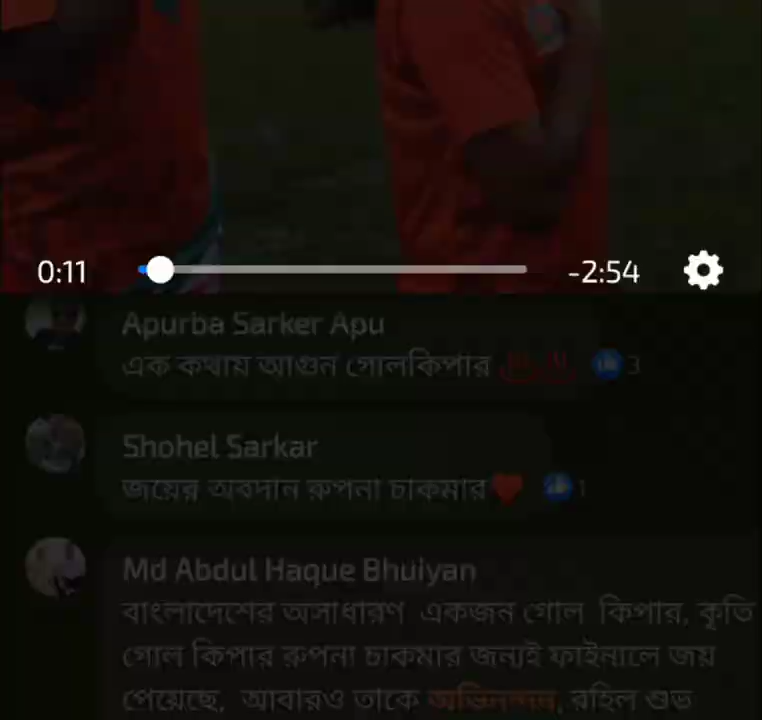 0:11 -2:54
Apurba Sarker Apu
এক কথায় আগুন গোলকিপার 3
Shohel Sarkar
জয়ের অবদান রুপনা চাকমার 1
Md Abdul Haque Bhuiyan
বাংলাদেশের অসাধারণ একজন গোল কিপার, কৃতি
গোল কিপার রুপনা চাকমার জন্যই ফাইনালে জয়
পেয়েছে, আবারও তাকে অভিনন্দন, রহিল শুভ